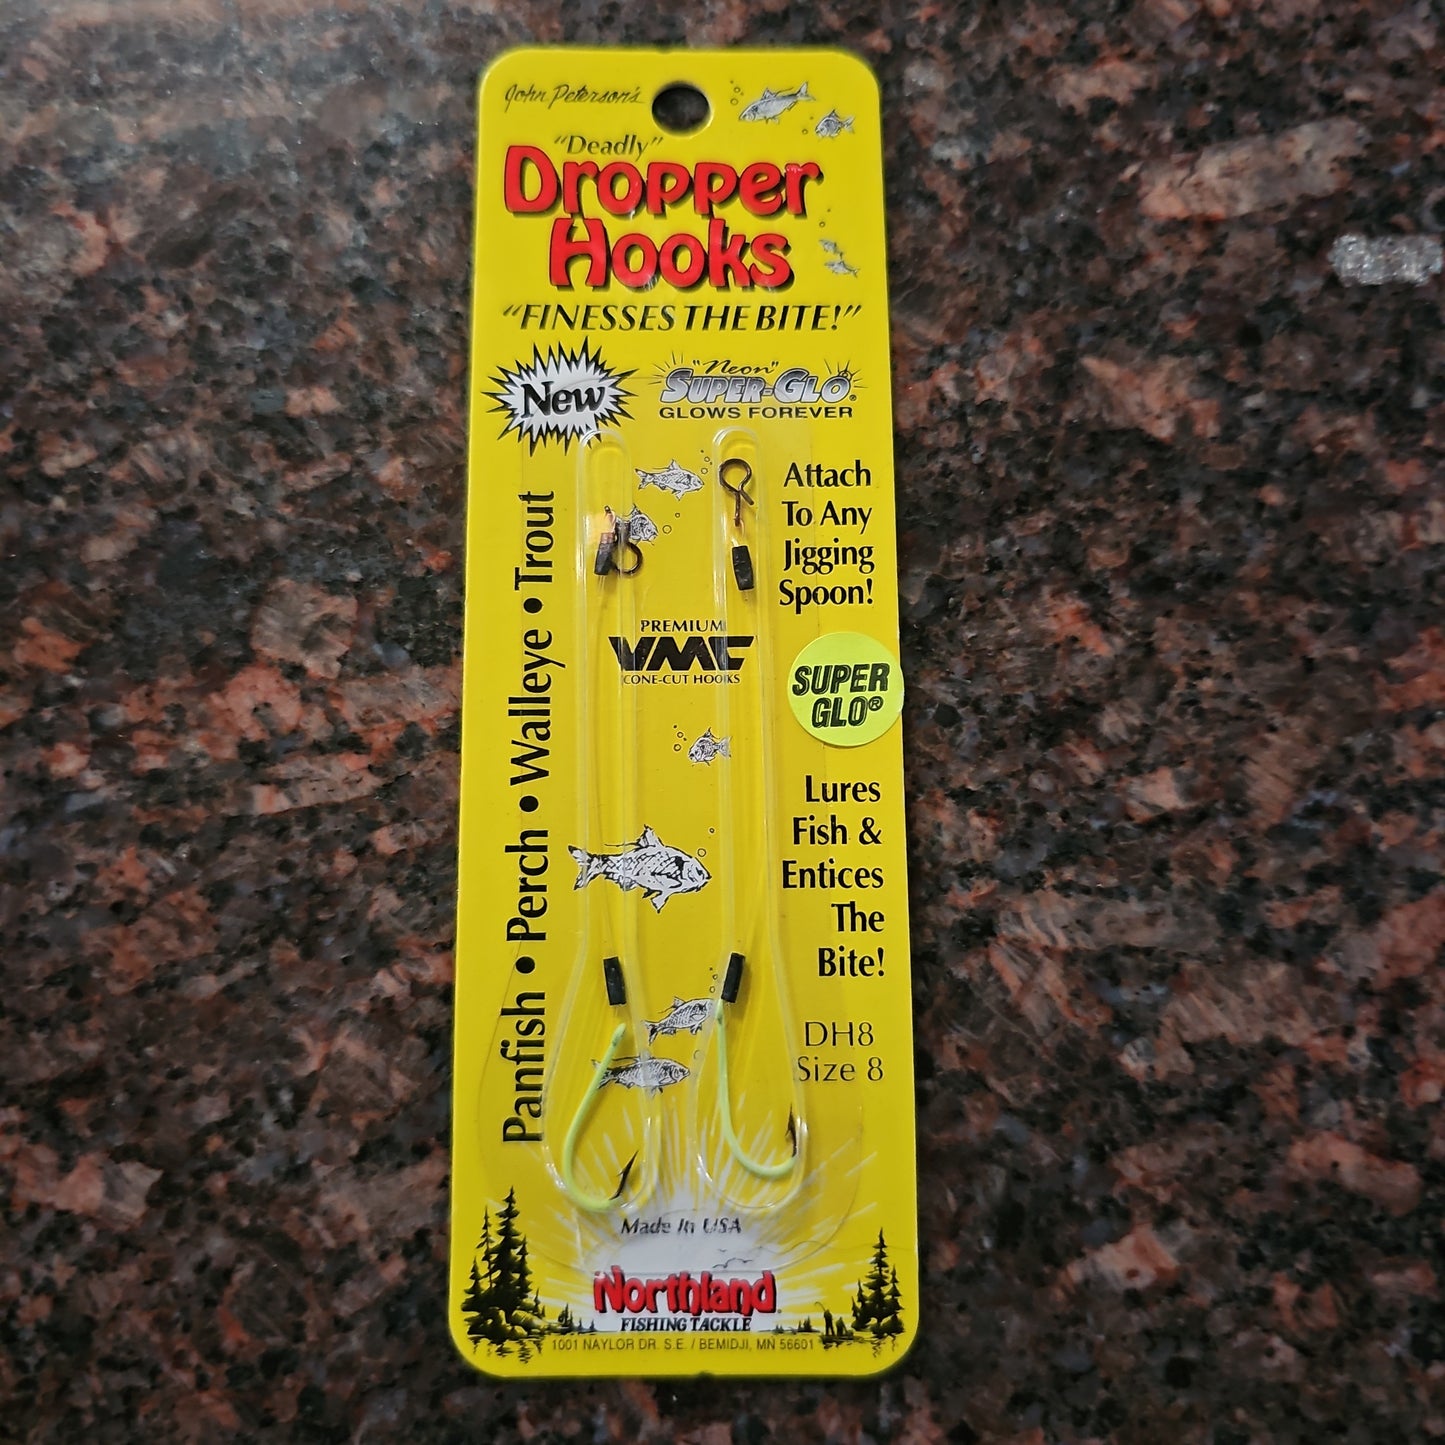 John Peterson's
"Deadly"
Dropper
Hooks
"FINESSES THE BITE!"
New
"Neon"
SUPER-GLO®
GLOWS FOREVER
Attach
To Any
Jigging
Spoon!
Panfish • Perch • Walleye • Trout
PREMIUM
VMC
CONE-CUT HOOKS
SUPER
GLO®
Lures
Fish &
Entices
The
Bite!
DH8
Size 8
Made In USA
Northland
FISHING TACKLE
1001 NAYLOR DR. S.E. / BEMIDJI, MN 56601